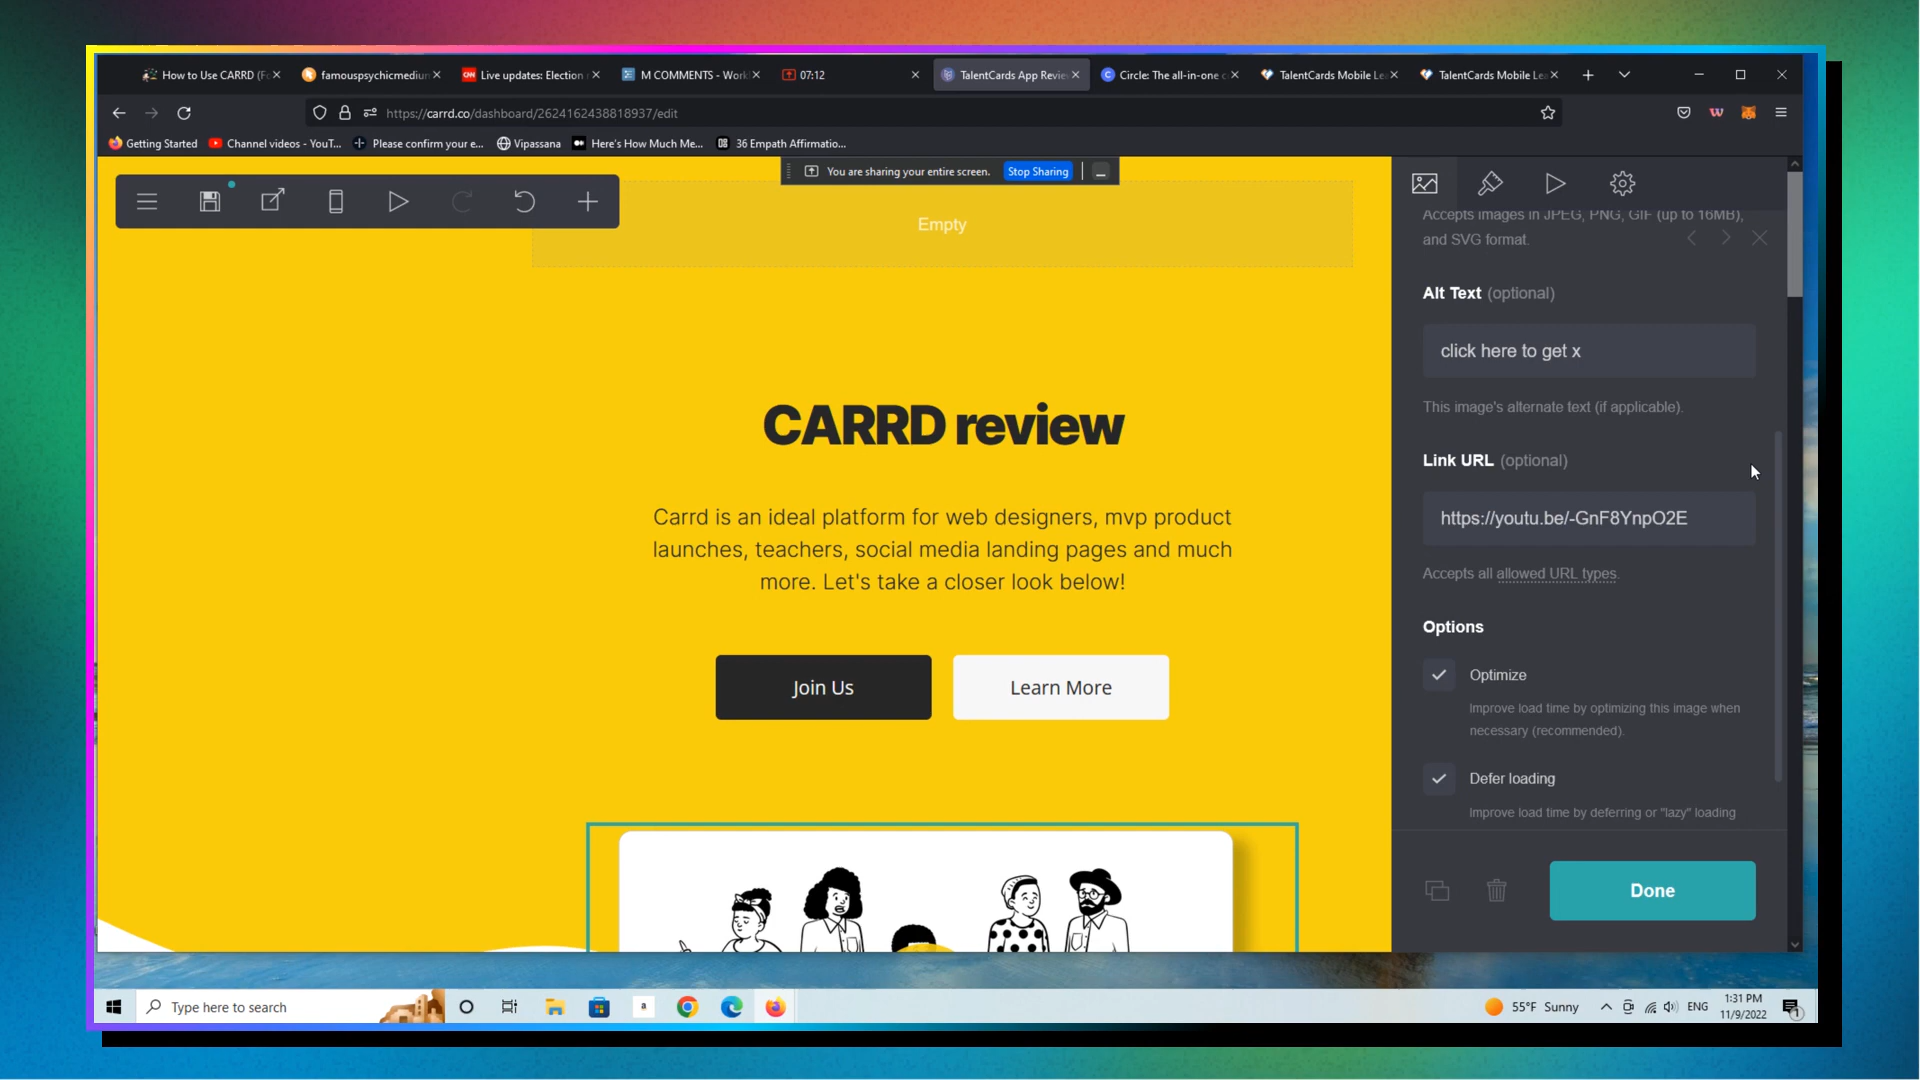 How to Use CARRD (Fo
famouspsychicmedium
CNN Live updates: Election r
M COMMENTS - Work
07:12
TalentCards App Revie
Circle: The all-in-one c
TalentCards Mobile Le
TalentCards Mobile Le
https://carrd.co/dashboard/2624162438818937/edit
Getting Started
Channel videos - YouT...
Please confirm your e...
Vipassana
Here's How Much Me...
36 Empath Affirmatio...
You are sharing your entire screen.
Stop Sharing
Empty
CARRD review
Carrd is an ideal platform for web designers, mvp product
launches, teachers, social media landing pages and much
more. Let's take a closer look below!
Join Us
Learn More
Accepts images in JPEG, PNG, GIF (up to 16MB),
and SVG format.
Alt Text (optional)
click here to get x
This image's alternate text (if applicable).
Link URL (optional)
https://youtu.be/-GnF8YnpO2E
Accepts all allowed URL types.
Options
Optimize
Improve load time by optimizing this image when
necessary (recommended).
Defer loading
Improve load time by deferring or "lazy" loading
Done
Type here to search
a
55°F Sunny
ENG
1:31 PM
11/9/2022
1